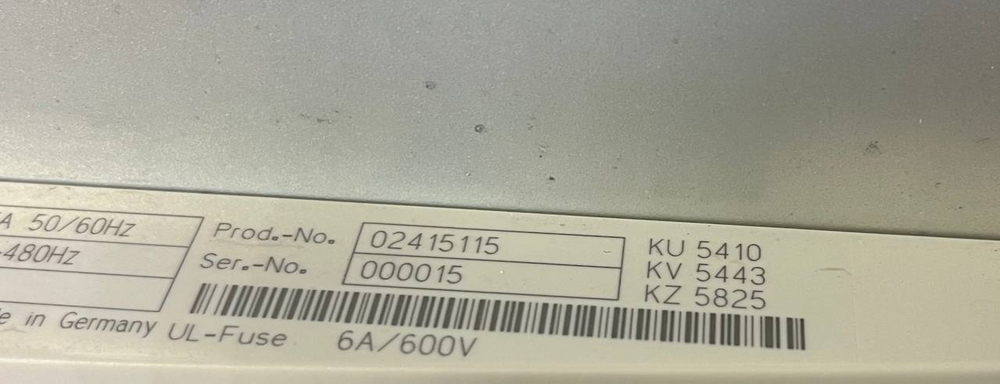 A 50/60Hz
-480Hz
Prod.-No. 02415115
Ser.-No. 000015
KU 5410
KV 5443
KZ 5825
in Germany UL-Fuse 6A/600V